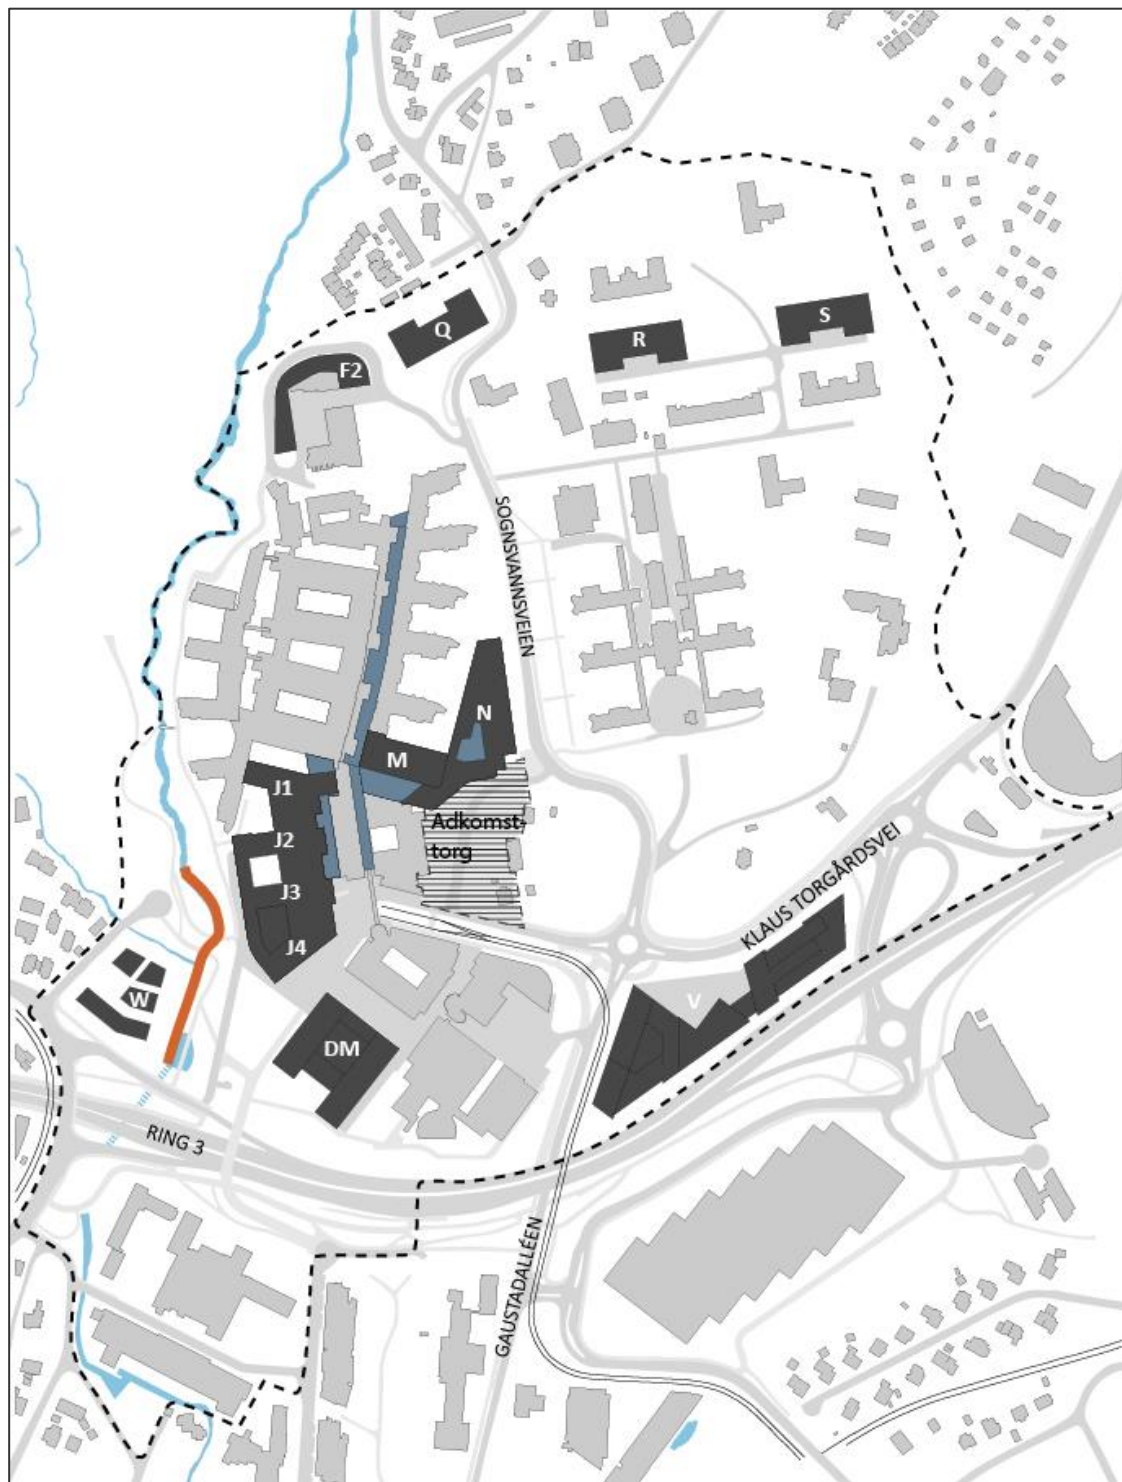 Q
S
R
F2
SOGNSVANNSVEIEN
N
M
J1
Adkomst-
torg
J2
KLAUS TORGÅRDSVEI
J3
J4
W
V
DM
RING 3
GAUSTADALLÉEN